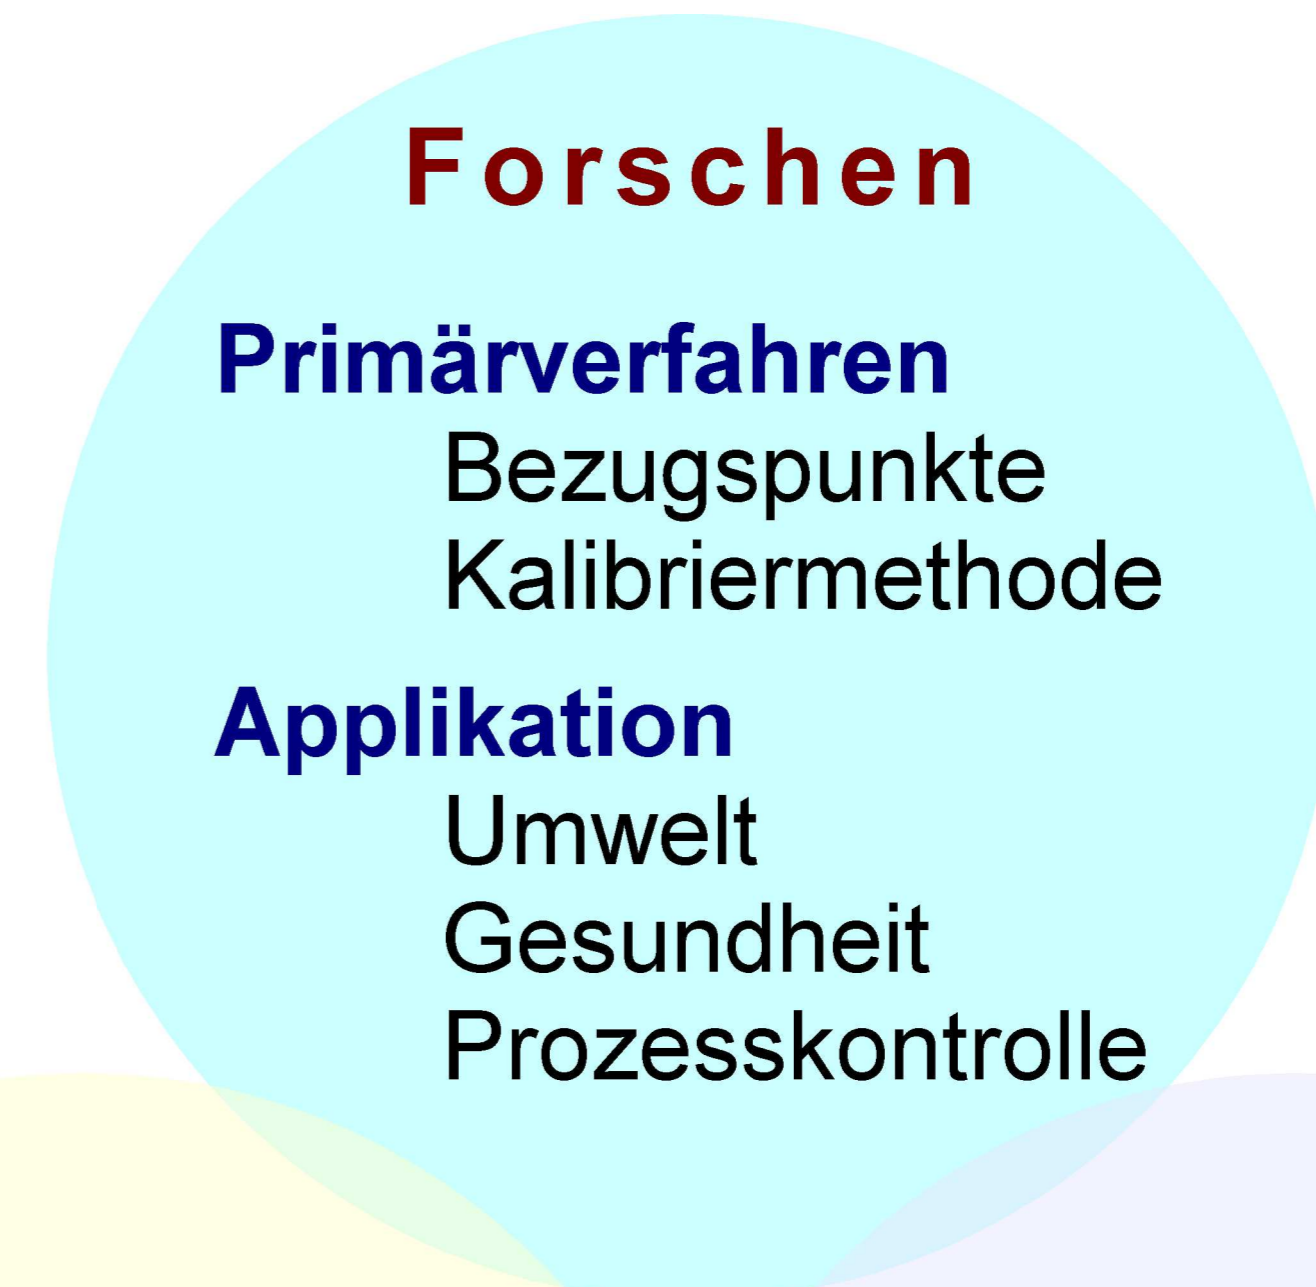 Forschen
Primärverfahren
Bezugspunkte
Kalibriermethode
Applikation
Umwelt
Gesundheit
Prozesskontrolle